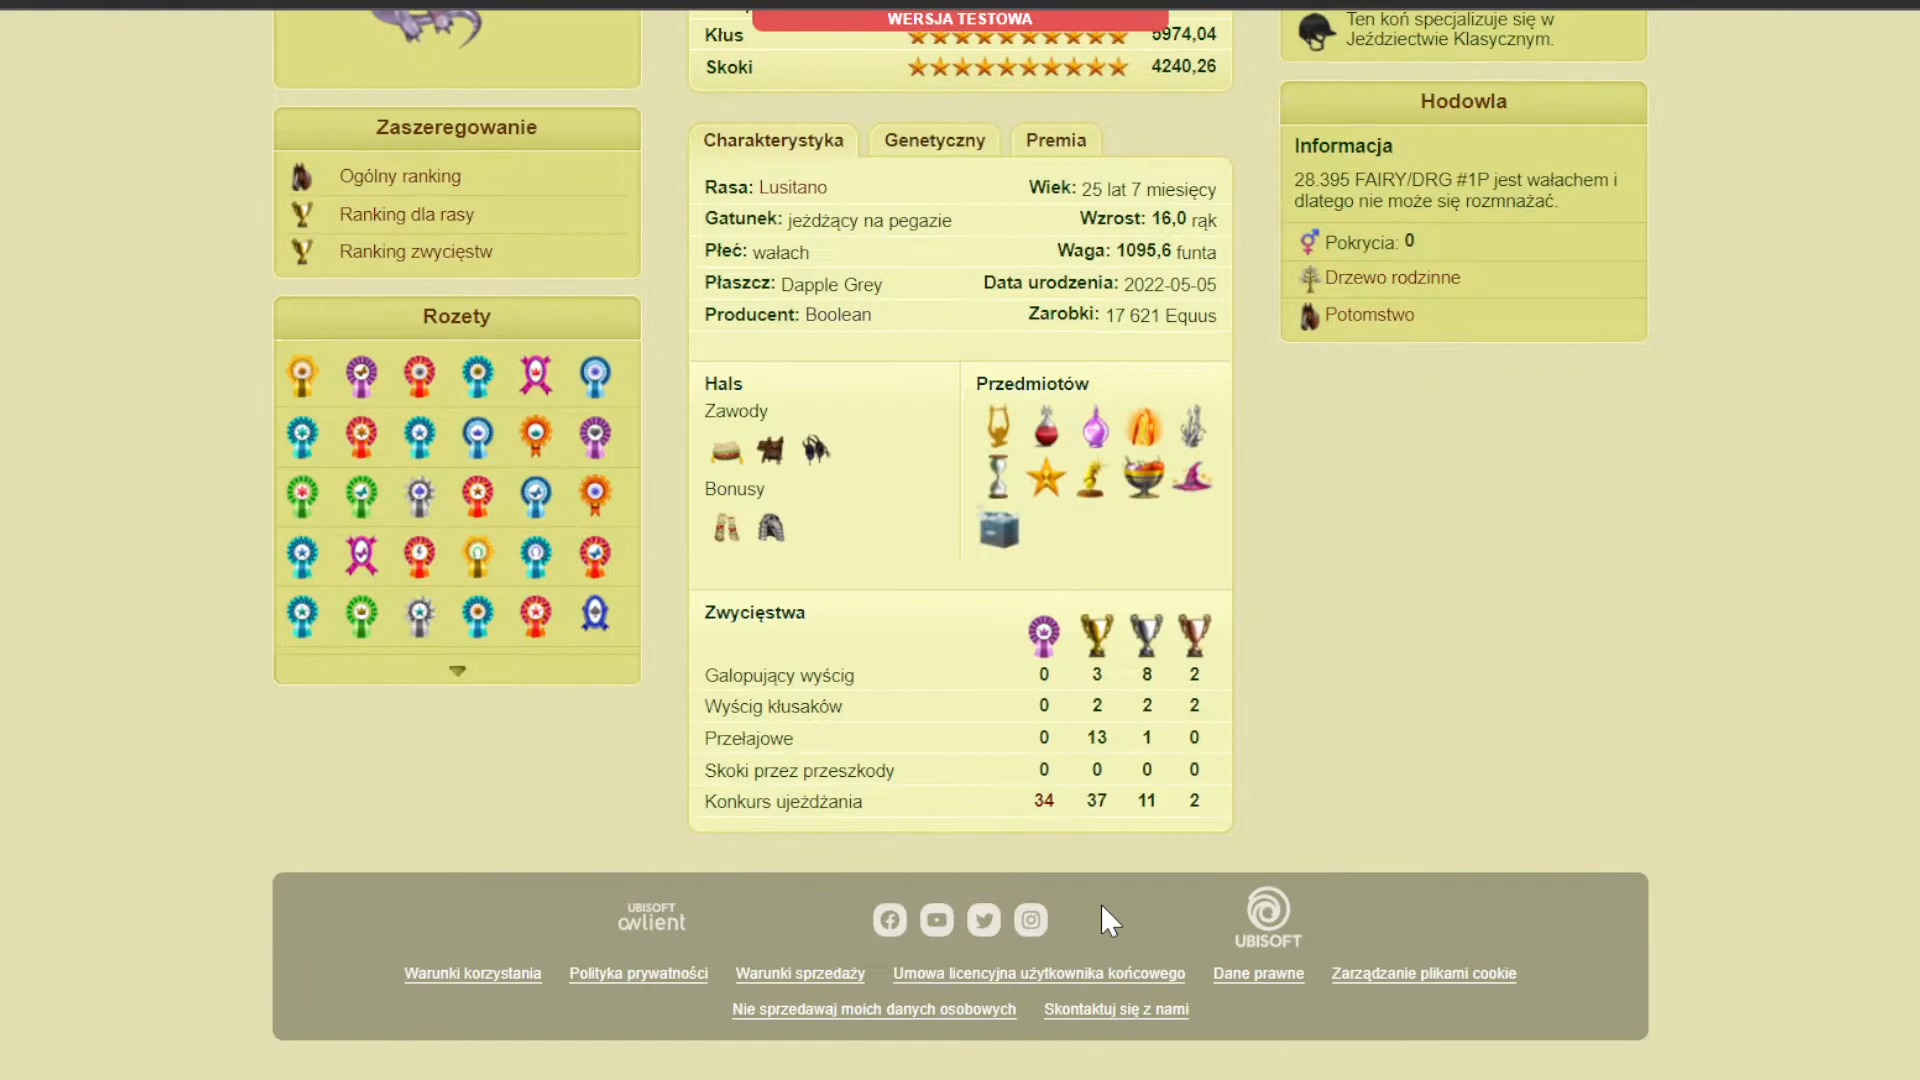 WERSJA TESTOWA
Kłus 5974,04
Skoki 4240,26
Ten koń specjalizuje się w
Jeździectwie Klasycznym.
Zaszeregowanie
Ogólny ranking
Ranking dla rasy
Ranking zwycięstw
Rozety
Charakterystyka Genetyczny Premia
Rasa: Lusitano Wiek: 25 lat 7 miesięcy
Gatunek: jeżdżący na pegazie Wzrost: 16,0 rąk
Płeć: wałach Waga: 1095,6 funta
Płaszcz: Dapple Grey Data urodzenia: 2022-05-05
Producent: Boolean Zarobki: 17 621 Equus
Hals Przedmiotów
Zawody
Bonusy
Zwycięstwa
Galopujący wyścig 0 3 8 2
Wyścig kłusaków 0 2 2 2
Przełajowe 0 13 1 0
Skoki przez przeszkody 0 0 0 0
Konkurs ujeżdżania 34 37 11 2
Hodowla
Informacja
28.395 FAIRY/DRG #1P jest wałachem i
dlatego nie może się rozmnażać.
Pokrycia: 0
Drzewo rodzinne
Potomstwo
UBISOFT
owlient
UBISOFT
Warunki korzystania Polityka prywatności Warunki sprzedaży Umowa licencyjna użytkownika końcowego Dane prawne Zarządzanie plikami cookie
Nie sprzedawaj moich danych osobowych Skontaktuj się z nami